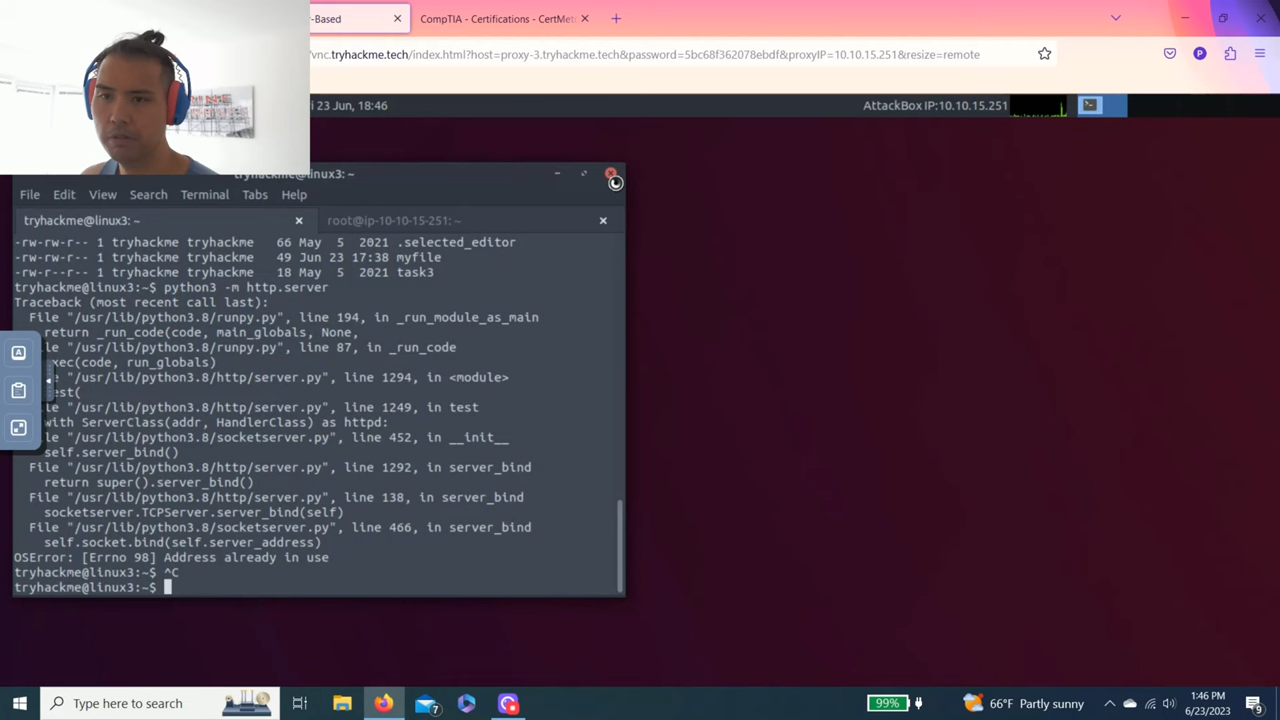 r-Based
CompTIA - Certifications - CertMet
vnc.tryhackme.tech/index.html?host=proxy-3.tryhackme.tech&password=5bc68f362078ebdf&proxyIP=10.10.15.251&resize=remote
i 23 Jun, 18:46
AttackBox IP:10.10.15.251
tryhackme@linux3: ~
File Edit View Search Terminal Tabs Help
tryhackme@linux3: ~
root@ip-10-10-15-251: ~
-rw-rw-r-- 1 tryhackme tryhackme 66 May 5 2021 .selected_editor
-rw-rw-r-- 1 tryhackme tryhackme 49 Jun 23 17:38 myfile
-rw-rw-r-- 1 tryhackme tryhackme 18 May 5 2021 task3
tryhackme@linux3:~$ python3 -m http.server
Traceback (most recent call last):
File "/usr/lib/python3.8/runpy.py", line 194, in _run_module_as_main
return _run_code(code, main_globals, None,
le "/usr/lib/python3.8/runpy.py", line 87, in _run_code
xec(code, run_globals)
e "/usr/lib/python3.8/http/server.py", line 1294, in <module>
est(
le "/usr/lib/python3.8/http/server.py", line 1249, in test
with ServerClass(addr, HandlerClass) as httpd:
le "/usr/lib/python3.8/socketserver.py", line 452, in __init__
self.server_bind()
File "/usr/lib/python3.8/http/server.py", line 1292, in server_bind
return super().server_bind()
File "/usr/lib/python3.8/http/server.py", line 138, in server_bind
socketserver.TCPServer.server_bind(self)
File "/usr/lib/python3.8/socketserver.py", line 466, in server_bind
self.socket.bind(self.server_address)
OSError: [Errno 98] Address already in use
tryhackme@linux3:~$ ^C
tryhackme@linux3:~$
Type here to search
7
99%
66°F Partly sunny
1:46 PM
6/23/2023
9